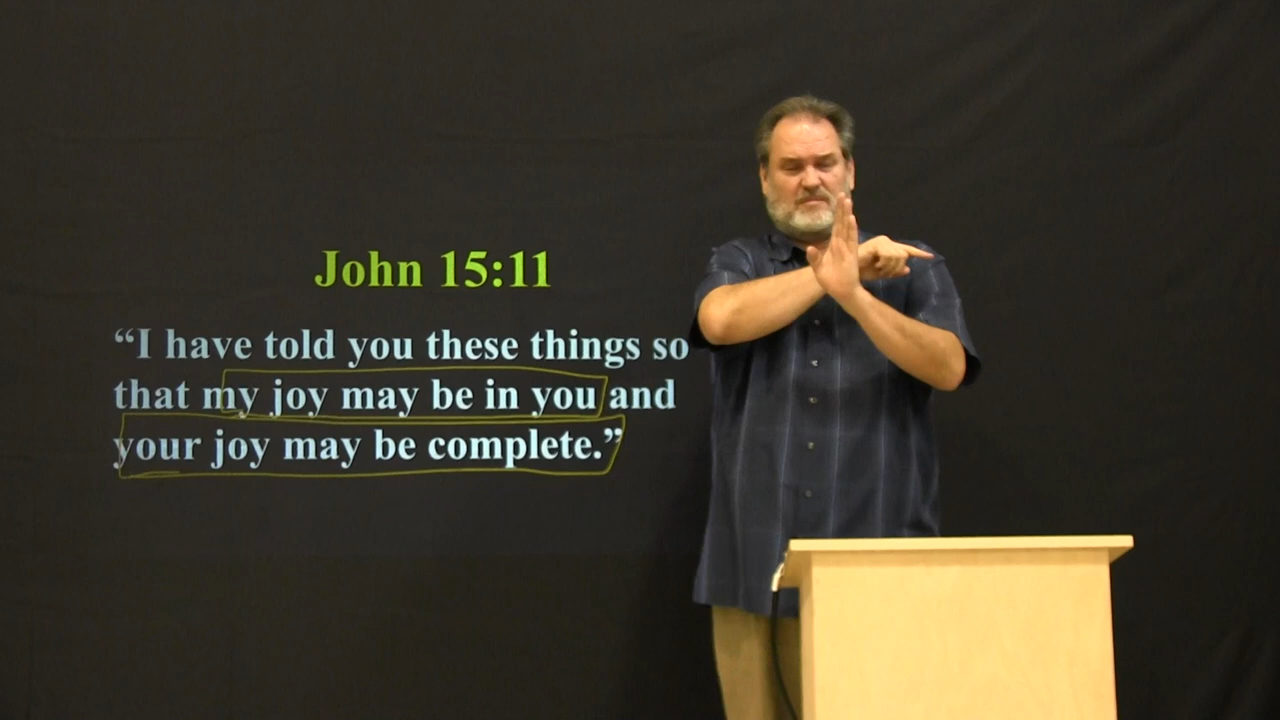 John 15:11
“I have told you these things so
that my joy may be in you and
your joy may be complete.”